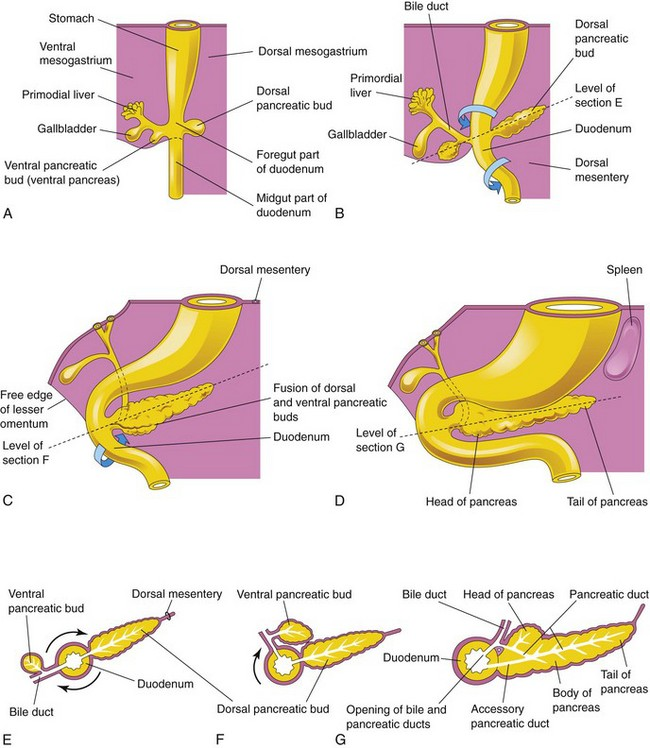 Stomach
Ventral
mesogastrium
Primodial liver
Gallbladder
Ventral pancreatic
bud (ventral pancreas)
Dorsal mesogastrium
Dorsal
pancreatic bud
Foregut part
of duodenum
Midgut part of
duodenum
A
Bile duct
Primordial
liver
Gallbladder
Dorsal
pancreatic
bud
Level of
section E
Duodenum
Dorsal
mesentery
B
Dorsal mesentery
Free edge
of lesser
omentum
Level of
section F
Fusion of dorsal
and ventral pancreatic
buds
Duodenum
C
Spleen
Level of
section G
Head of pancreas
Tail of pancreas
D
Ventral
pancreatic bud
Dorsal mesentery
Duodenum
Bile duct
E
Ventral pancreatic bud
Dorsal pancreatic bud
F
Bile duct
Head of pancreas
Pancreatic duct
Duodenum
Opening of bile and
pancreatic ducts
Accessory
pancreatic duct
Body of
pancreas
Tail of
pancreas
G